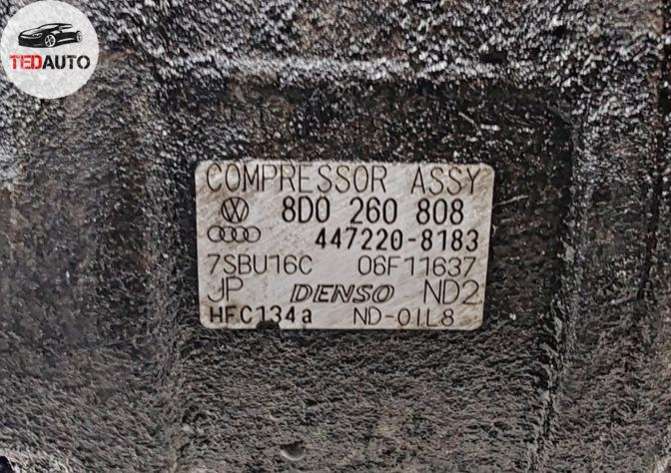 TEDAUTO
COMPRESSOR ASSY
8D0 260 808
447220-8183
7SBU16C 06F11637
JP DENSO ND2
HFC134a ND-OIL8